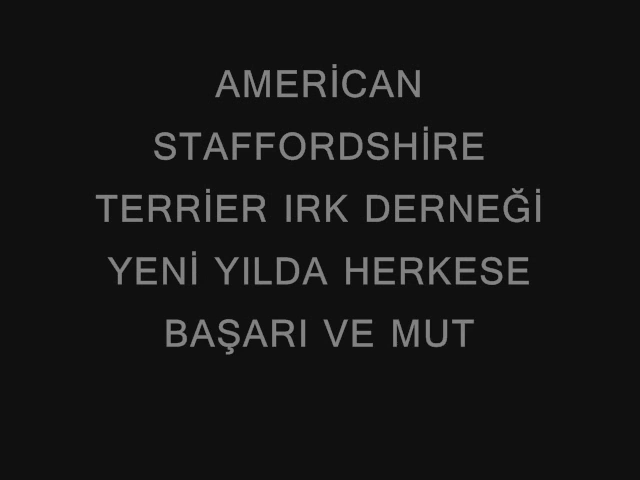 AMERİCAN
STAFFORDSHİRE
TERRİER IRK DERNEĞİ
YENİ YILDA HERKESE
BAŞARI VE MUT